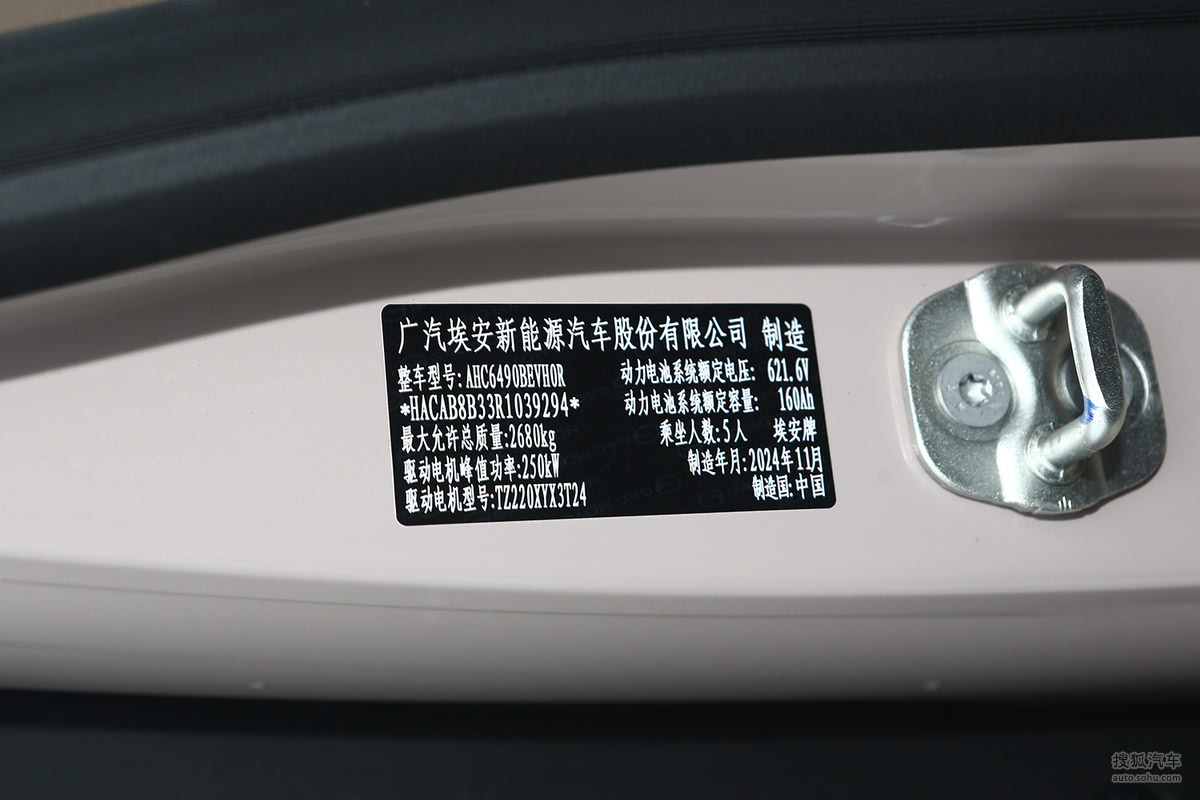 广汽埃安新能源汽车股份有限公司 制造
整车型号:AHC6490BEVH0R 动力电池系统额定电压: 621.6V
*HACAB8B33R1039294* 动力电池系统额定容量: 160Ah
最大允许总质量:2680kg 乘坐人数:5人 埃安牌
驱动电机峰值功率:250kW 制造年月:2024年11月
驱动电机型号:TZ220XYX3T24 制造国:中国
搜狐汽车
auto.sohu.com